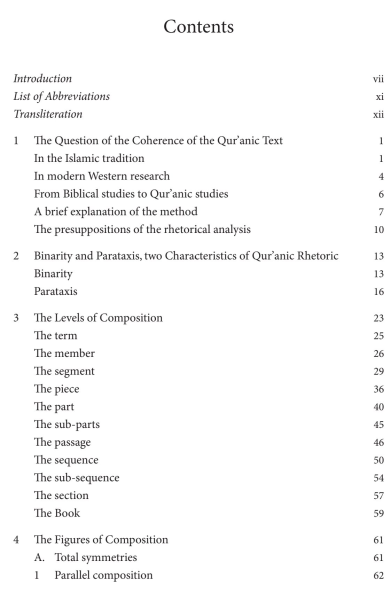 Contents
Introduction vii
List of Abbreviations xi
Transliteration xii
1 The Question of the Coherence of the Qur'anic Text 1
In the Islamic tradition 1
In modern Western research 4
From Biblical studies to Qur'anic studies 6
A brief explanation of the method 7
The presuppositions of the rhetorical analysis 10
2 Binarity and Parataxis, two Characteristics of Qur'anic Rhetoric 13
Binarity 13
Parataxis 16
3 The Levels of Composition 23
The term 25
The member 26
The segment 29
The piece 36
The part 40
The sub-parts 45
The passage 46
The sequence 50
The sub-sequence 54
The section 57
The Book 59
4 The Figures of Composition 61
A. Total symmetries 61
1 Parallel composition 62